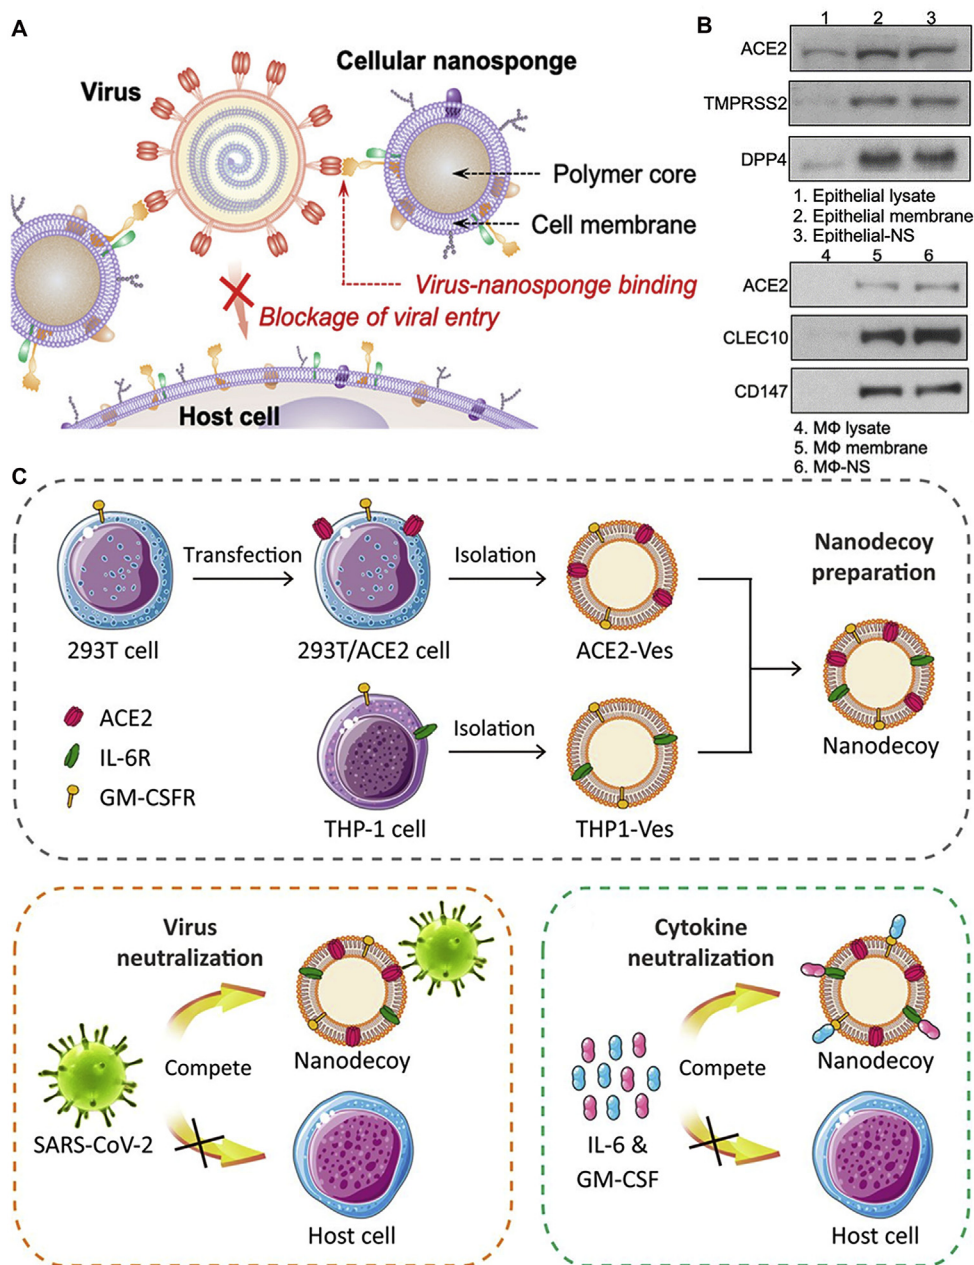 A
Virus
Cellular nanosponge
Polymer core
Cell membrane
Virus-nanosponge binding
Blockage of viral entry
Host cell
B
1 2 3
ACE2
TMPRSS2
DPP4
1. Epithelial lysate
2. Epithelial membrane
3. Epithelial-NS
4 5 6
ACE2
CLEC10
CD147
4. MΦ lysate
5. MΦ membrane
6. MΦ-NS
C
Transfection
Isolation
Nanodecoy
preparation
293T cell
293T/ACE2 cell
ACE2-Ves
ACE2
IL-6R
GM-CSFR
Isolation
Nanodecoy
THP-1 cell
THP1-Ves
Virus
neutralization
Compete
Nanodecoy
SARS-CoV-2
Host cell
Cytokine
neutralization
Compete
Nanodecoy
IL-6 &
GM-CSF
Host cell